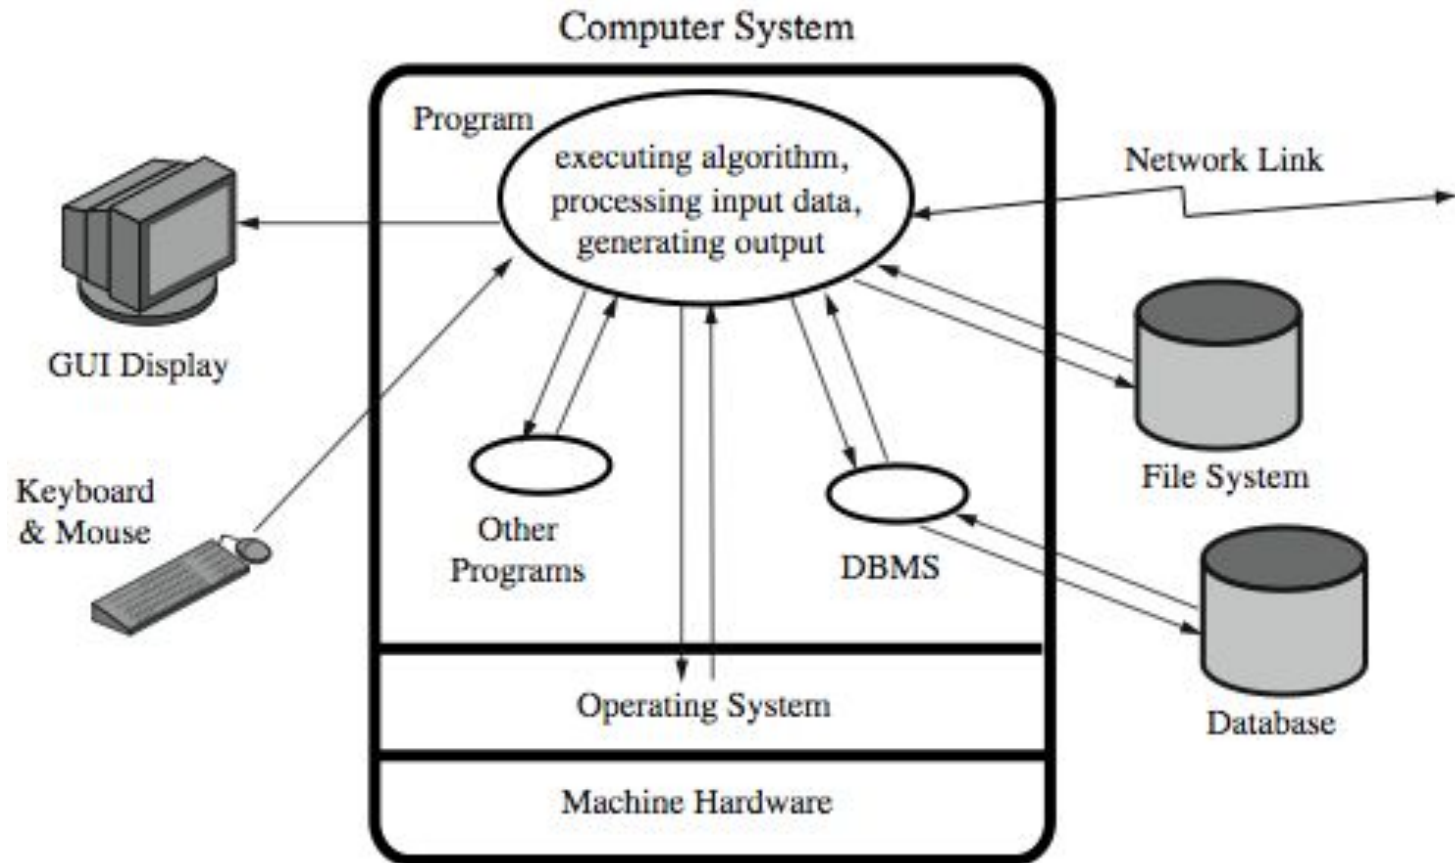 Computer System
Program
executing algorithm,
processing input data,
generating output
Network Link
GUI Display
File System
Keyboard
& Mouse
Other
Programs
DBMS
Operating System
Database
Machine Hardware